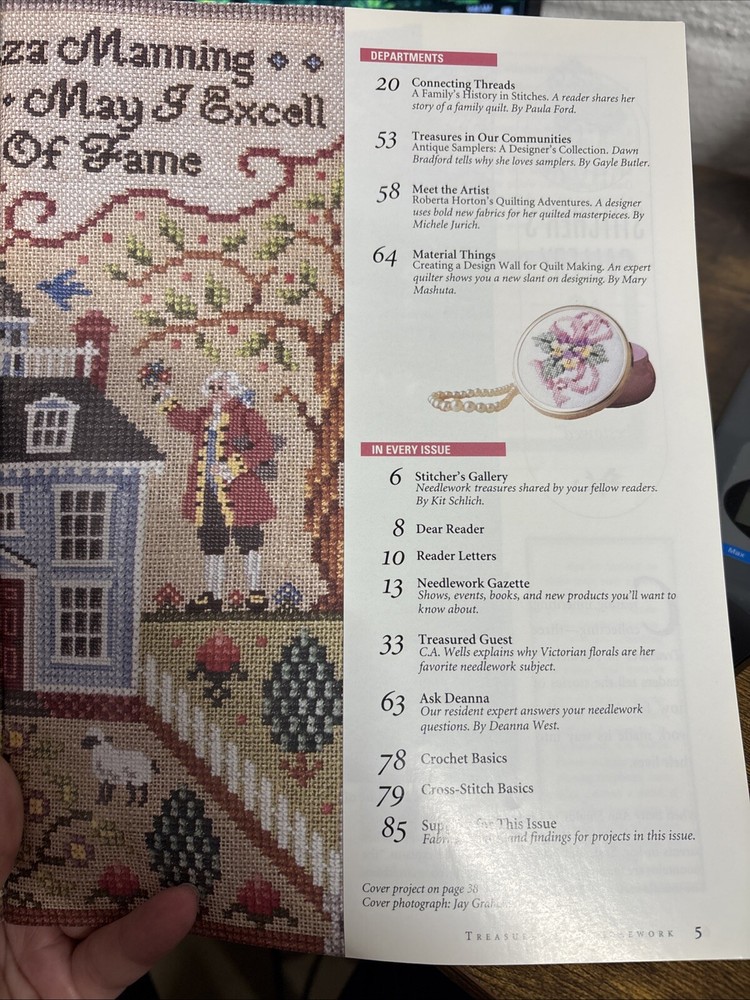 za Manning
May I Excell
Of Fame
DEPARTMENTS
20 Connecting Threads
A Family's History in Stitches. A reader shares her
story of a family quilt. By Paula Ford.
53 Treasures in Our Communities
Antique Samplers: A Designer's Collection. Dawn
Bradford tells why she loves samplers. By Gayle Butler.
58 Meet the Artist
Roberta Horton's Quilting Adventures. A designer
uses bold new fabrics for her quilted masterpieces. By
Michele Jurich.
64 Material Things
Creating a Design Wall for Quilt Making. An expert
quilter shows you a new slant on designing. By Mary
Mashuta.
IN EVERY ISSUE
6 Stitcher's Gallery
Needlework treasures shared by your fellow readers.
By Kit Schlich.
8 Dear Reader
10 Reader Letters
13 Needlework Gazette
Shows, events, books, and new products you'll want to
know about.
33 Treasured Guest
C.A. Wells explains why Victorian florals are her
favorite needlework subject.
63 Ask Deanna
Our resident expert answers your needlework
questions. By Deanna West.
78 Crochet Basics
79 Cross-Stitch Basics
85 This Issue
and findings for projects in this issue.
Cover project on page 38
Cover photograph: Jay
5
Max